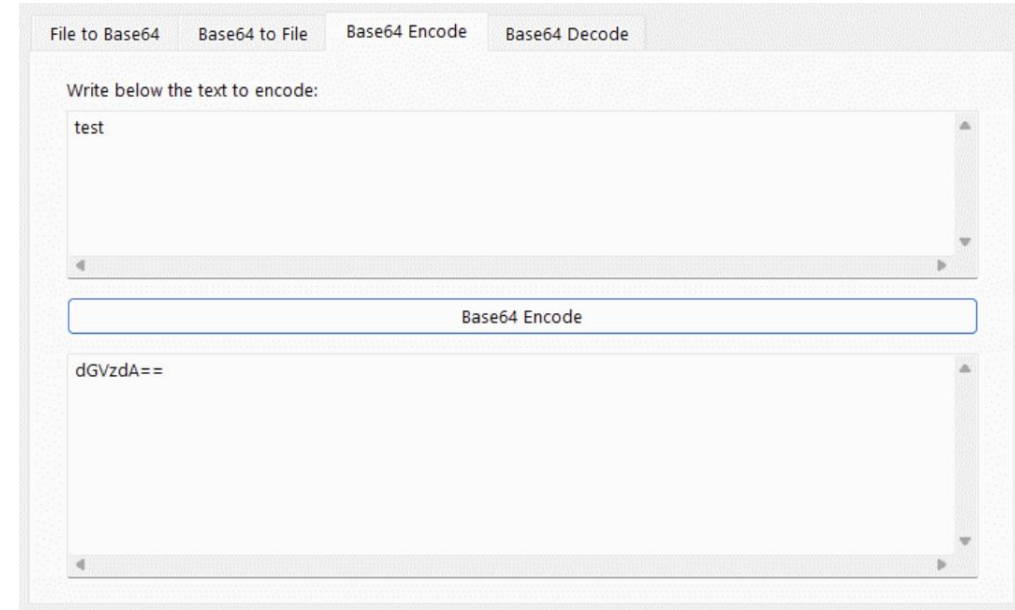 File to Base64 Base64 to File Base64 Encode Base64 Decode
Write below the text to encode:
test
Base64 Encode
dGVzdA==